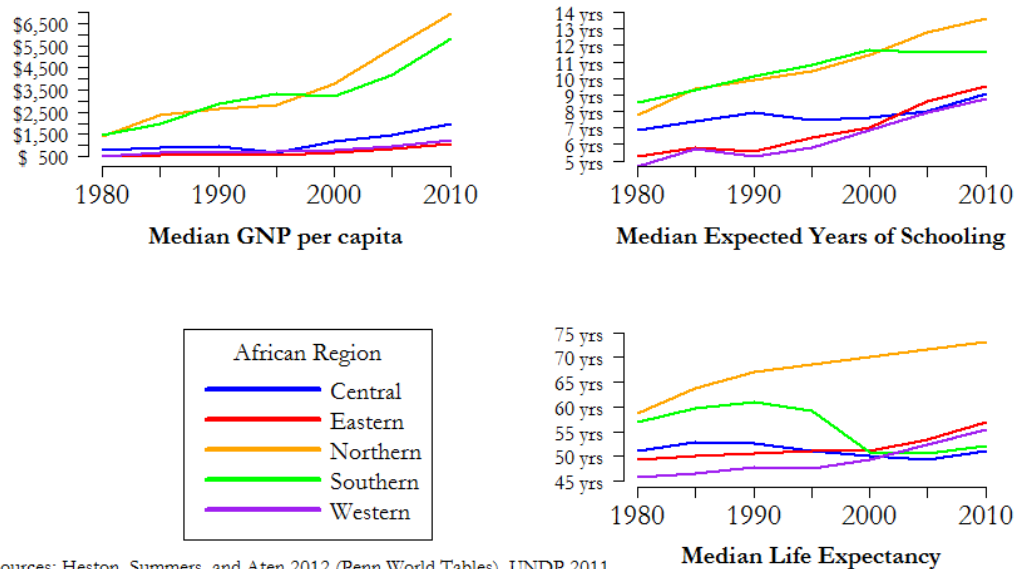 $6,500
$5,500
$4,500
$3,500
$2,500
$1,500
$ 500
1980 1990 2000 2010
Median GNP per capita
14 yrs
13 yrs
12 yrs
11 yrs
10 yrs
9 yrs
8 yrs
7 yrs
6 yrs
5 yrs
1980 1990 2000 2010
Median Expected Years of Schooling
African Region
Central
Eastern
Northern
Southern
Western
75 yrs
70 yrs
65 yrs
60 yrs
55 yrs
50 yrs
45 yrs
1980 1990 2000 2010
Median Life Expectancy
ources: Heston, Summers, and Aten 2012 (Penn World Tables), UNDP 2011